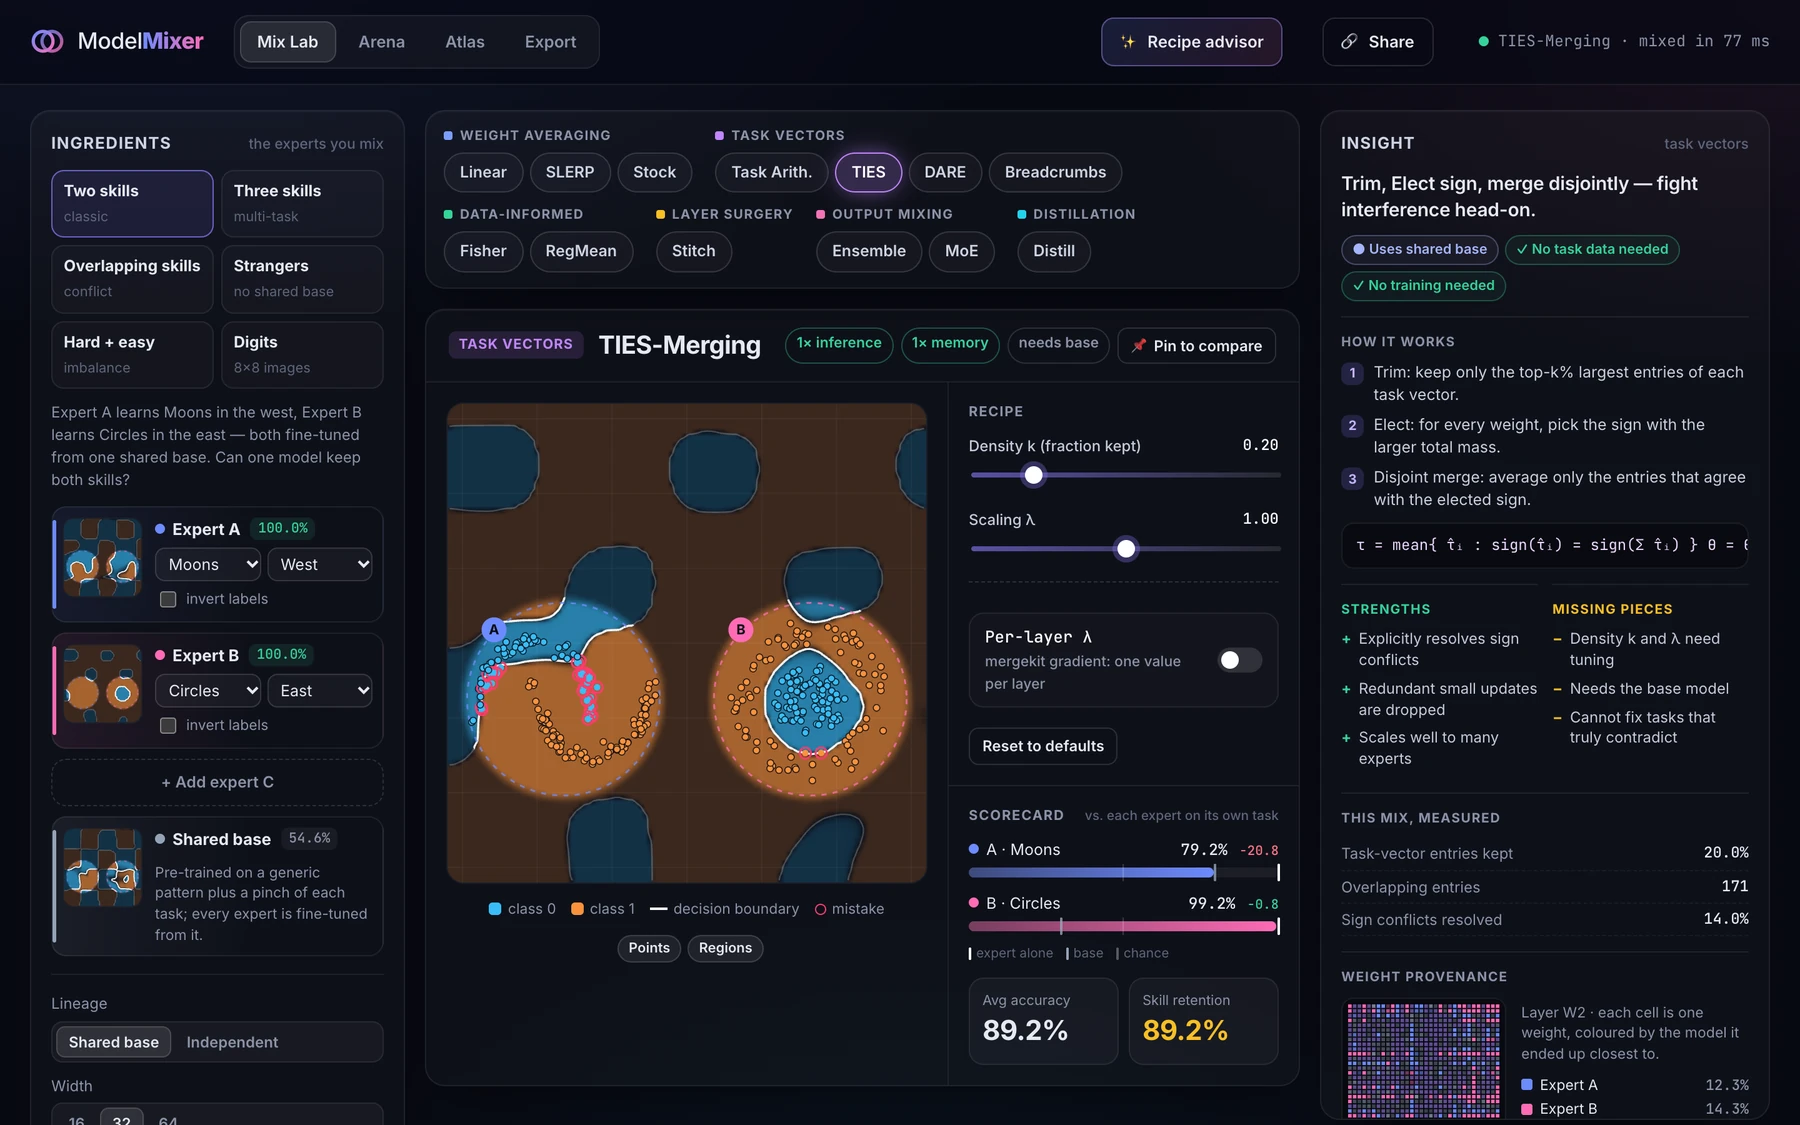 ModelMixer
Mix Lab
Arena
Atlas
Export
Recipe advisor
Share
TIES-Merging · mixed in 77 ms
INGREDIENTS
the experts you mix
Two skills
classic
Three skills
multi-task
Overlapping skills
conflict
Strangers
no shared base
Hard + easy
imbalance
Digits
8×8 images
Expert A learns Moons in the west, Expert B
learns Circles in the east — both fine-tuned
from one shared base. Can one model keep
both skills?
Expert A 100.0%
Moons
West
invert labels
Expert B 100.0%
Circles
East
invert labels
+ Add expert C
Shared base 54.6%
Pre-trained on a generic
pattern plus a pinch of each
task; every expert is fine-tuned
from it.
Lineage
Shared base
Independent
Width
16 32 64
WEIGHT AVERAGING
Linear
SLERP
Stock
TASK VECTORS
Task Arith.
TIES
DARE
Breadcrumbs
DATA-INFORMED
Fisher
RegMean
LAYER SURGERY
Stitch
OUTPUT MIXING
Ensemble
MoE
DISTILLATION
Distill
TASK VECTORS
TIES-Merging
1× inference
1× memory
needs base
Pin to compare
A
B
class 0
class 1
decision boundary
mistake
Points
Regions
RECIPE
Density k (fraction kept) 0.20
Scaling λ 1.00
Per-layer λ
mergekit gradient: one value
per layer
Reset to defaults
SCORECARD
vs. each expert on its own task
A · Moons 79.2% -20.8
B · Circles 99.2% -0.8
expert alone
base
chance
Avg accuracy
89.2%
Skill retention
89.2%
INSIGHT
task vectors
Trim, Elect sign, merge disjointly — fight
interference head-on.
Uses shared base
✓ No task data needed
✓ No training needed
HOW IT WORKS
1 Trim: keep only the top-k% largest entries of each
task vector.
2 Elect: for every weight, pick the sign with the
larger total mass.
3 Disjoint merge: average only the entries that agree
with the elected sign.
τ = mean{ τ̂ᵢ : sign(τ̂ᵢ) = sign(Σ τ̂ᵢ) } θ =
STRENGTHS
+ Explicitly resolves sign
conflicts
+ Redundant small updates
are dropped
+ Scales well to many
experts
MISSING PIECES
– Density k and λ need
tuning
– Needs the base model
– Cannot fix tasks that
truly contradict
THIS MIX, MEASURED
Task-vector entries kept 20.0%
Overlapping entries 171
Sign conflicts resolved 14.0%
WEIGHT PROVENANCE
Layer W2 · each cell is one
weight, coloured by the model it
ended up closest to.
Expert A 12.3%
Expert B 14.3%